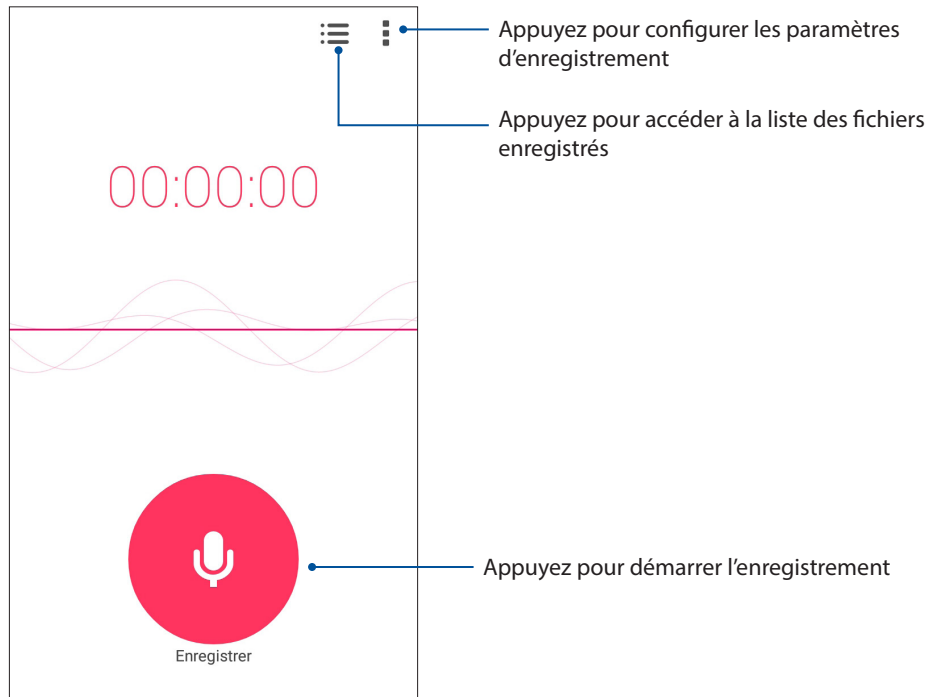 Appuyez pour configurer les paramètres
d'enregistrement
Appuyez pour accéder à la liste des fichiers
enregistrés
00:00:00
Appuyez pour démarrer l’enregistrement
Enregistrer